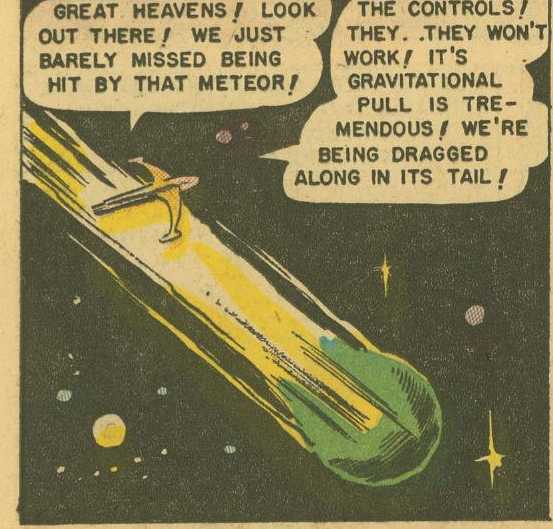 GREAT HEAVENS! LOOK
OUT THERE! WE JUST
BARELY MISSED BEING
HIT BY THAT METEOR!
THE CONTROLS!
THEY. .THEY WON'T
WORK! IT'S
GRAVITATIONAL
PULL IS TRE-
MENDOUS! WE'RE
BEING DRAGGED
ALONG IN ITS TAIL!